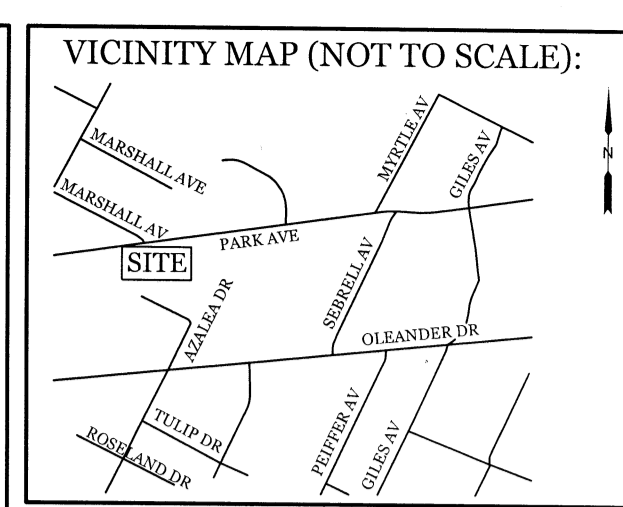 VICINITY MAP (NOT TO SCALE):
MYRTLE AV
GILES AV
N
MARSHALL AVE
MARSHALL AV
PARK AVE
SITE
SEBRELL AV
AZALEA DR
OLEANDER DR
TULIP DR
ROSELAND DR
PEIFFER AV
GILES AV